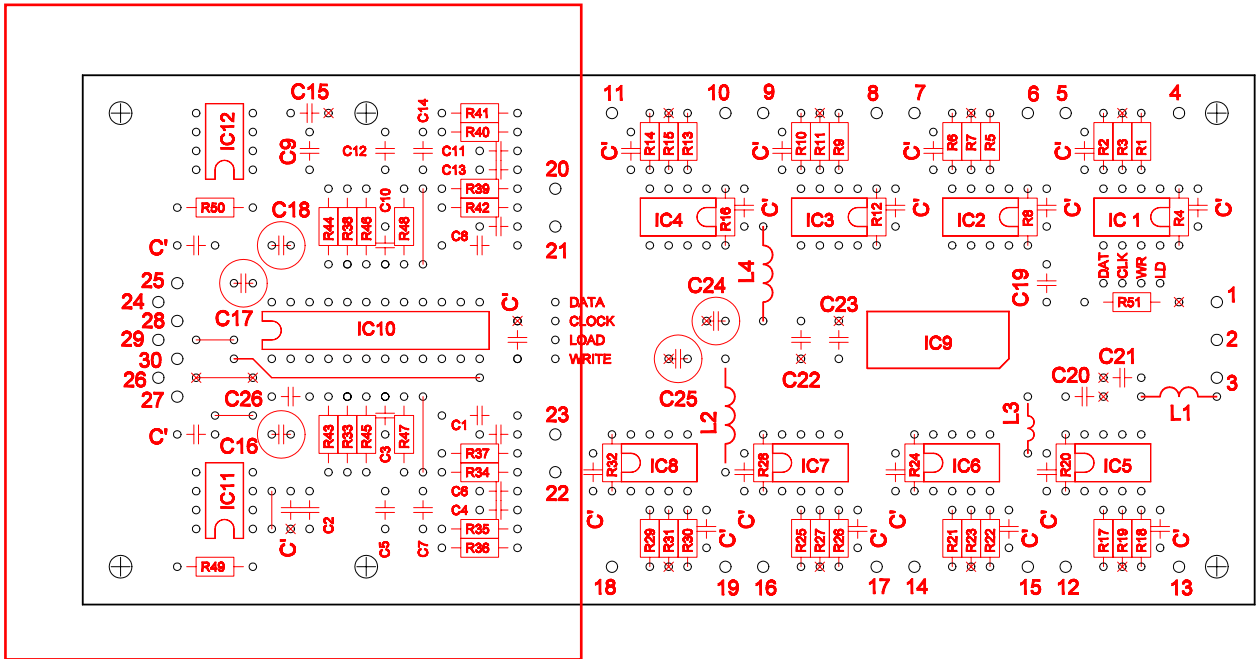 C15
C14
R41
11
10
9
8
7
6
5
4
IC12
R40
C9
C12
C11
C13
C'
R14
R15
R13
C'
R10
R11
R9
C'
R6
R7
R5
C'
R2
R3
R1
20
R39
R50
C18
R44
R38
R46
C10
R48
R42
IC4
R16
C'
IC3
R12
C'
IC2
R8
C'
IC 1
R4
C'
C'
C8
21
L4
DAT
CLK
WR
LD
25
C24
C19
24
C17
C'
DATA
C23
R51
1
28
IC10
CLOCK
29
LOAD
IC9
2
30
WRITE
C22
C21
26
C25
C20
3
27
C26
L2
L3
L1
C'
C16
R43
R33
R45
C3
R47
C1
23
R37
IC11
R34
R32
IC8
R28
IC7
R24
IC6
R20
IC5
C6
22
C4
C'
C'
C'
C'
C'
C2
C5
C7
R35
R36
R29
R31
R30
C'
R25
R27
R26
C'
R21
R23
R22
C'
R17
R19
R18
C'
R49
18
19
16
17
14
15
12
13